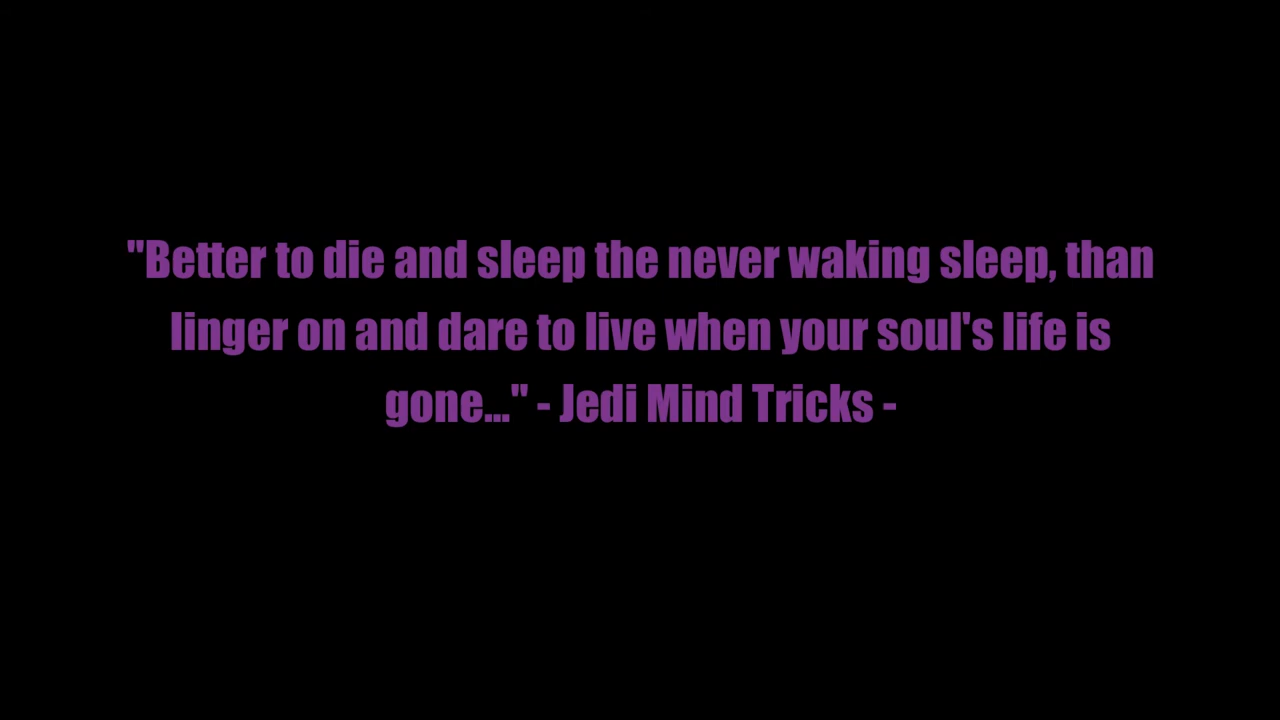 "Better to die and sleep the never waking sleep, than
linger on and dare to live when your soul's life is
gone..." - Jedi Mind Tricks -